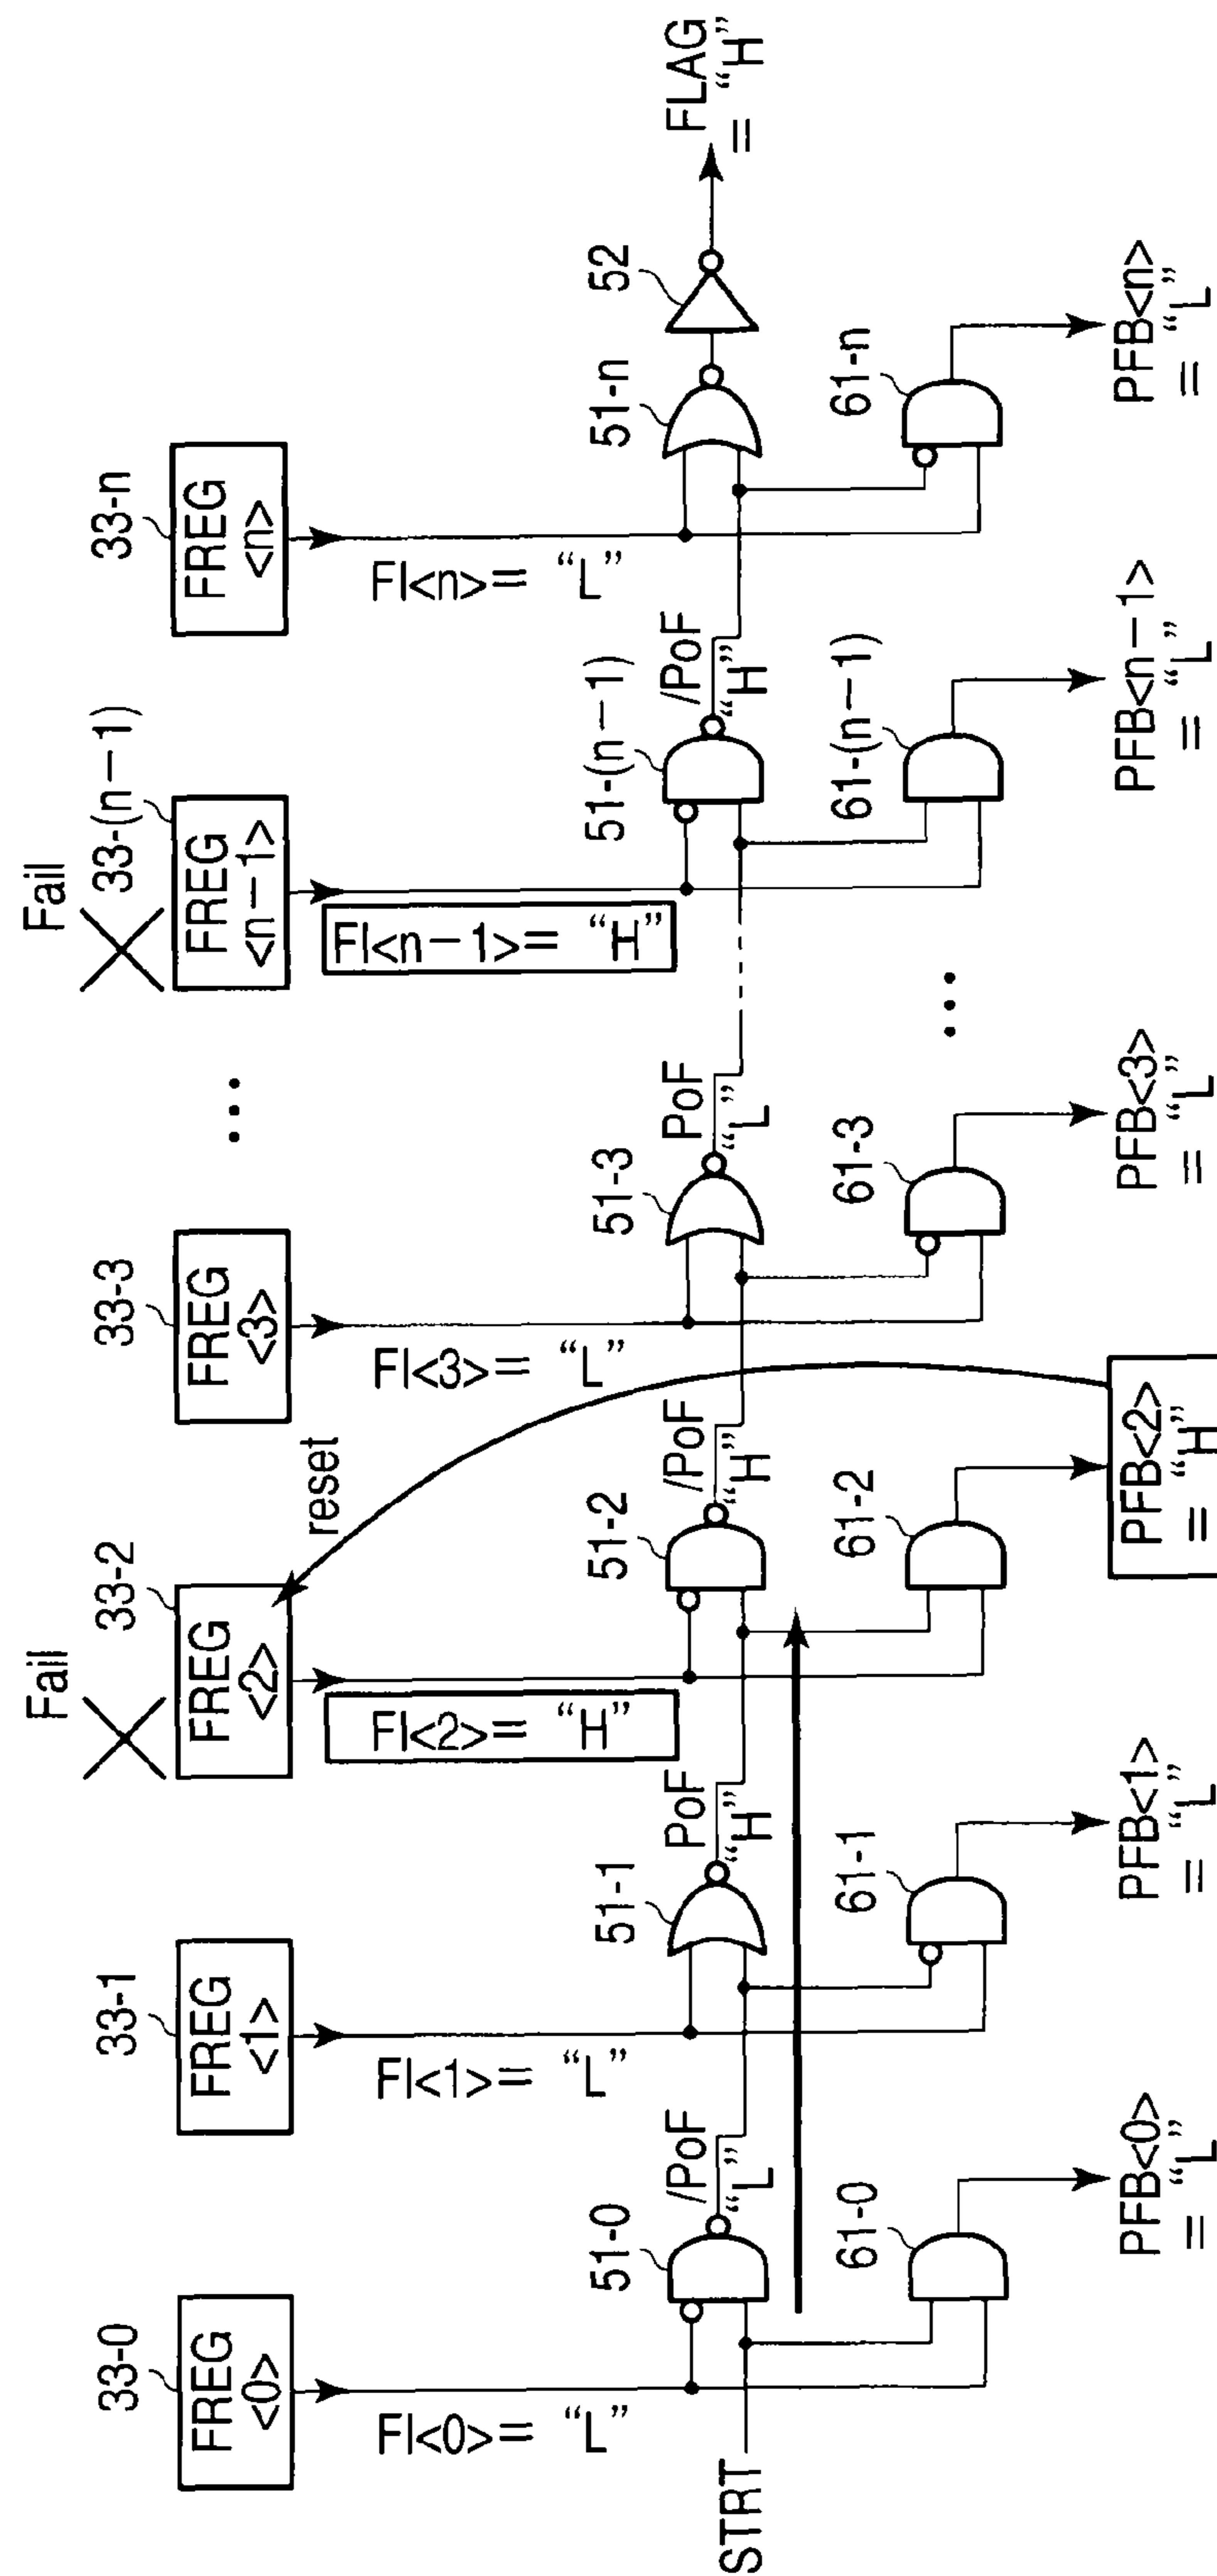 Fail
Fail
33-0
33-1
33-2
33-3
33-(n−1)
33-n
FREG
<0>
FREG
<1>
FREG
<2>
FREG
<3>
...
FREG
<n−1>
FREG
<n>
reset
FI<0>= “L”
FI<1>= “L”
FI<2>= “H”
FI<3>= “L”
FI<n−1>= “H”
FI<n>= “L”
STRT
51-0
/PoF
“L”
51-1
PoF
“H”
51-2
/PoF
“H”
51-3
PoF
“L”
51-(n−1)
/PoF
“H”
51-n
52
FLAG
= “H”
61-0
61-1
61-2
61-3
...
61-(n−1)
61-n
PFB<0>
= “L”
PFB<1>
= “L”
PFB<2>
= “H”
PFB<3>
= “L”
PFB<n−1>
= “L”
PFB<n>
= “L”